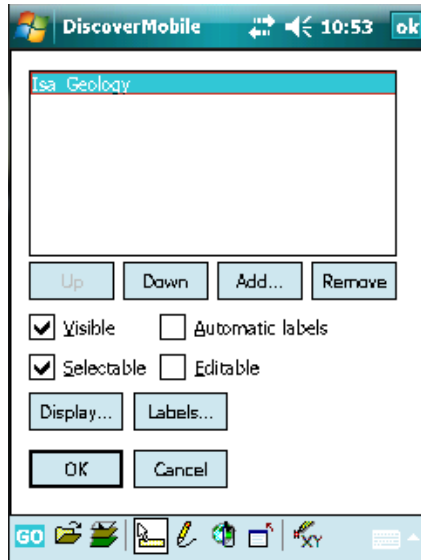 DiscoverMobile 10:53 ok
Isa Geology
Up Down Add... Remove
Visible Automatic labels
Selectable Editable
Display... Labels...
OK Cancel
GO XY